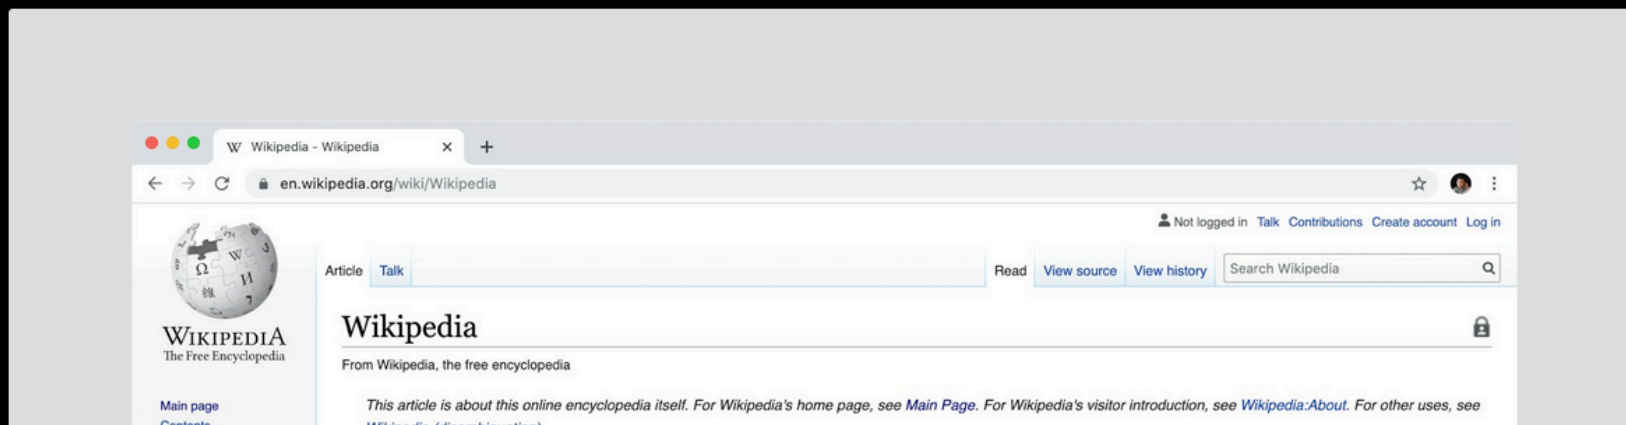 W Wikipedia - Wikipedia
en.wikipedia.org/wiki/Wikipedia
Not logged in Talk Contributions Create account Log in
Article Talk Read View source View history Search Wikipedia
WIKIPEDIA
The Free Encyclopedia
Wikipedia
From Wikipedia, the free encyclopedia
Main page
This article is about this online encyclopedia itself. For Wikipedia's home page, see Main Page. For Wikipedia's visitor introduction, see Wikipedia:About. For other uses, see
Contents
Wikipedia (disambiguation)